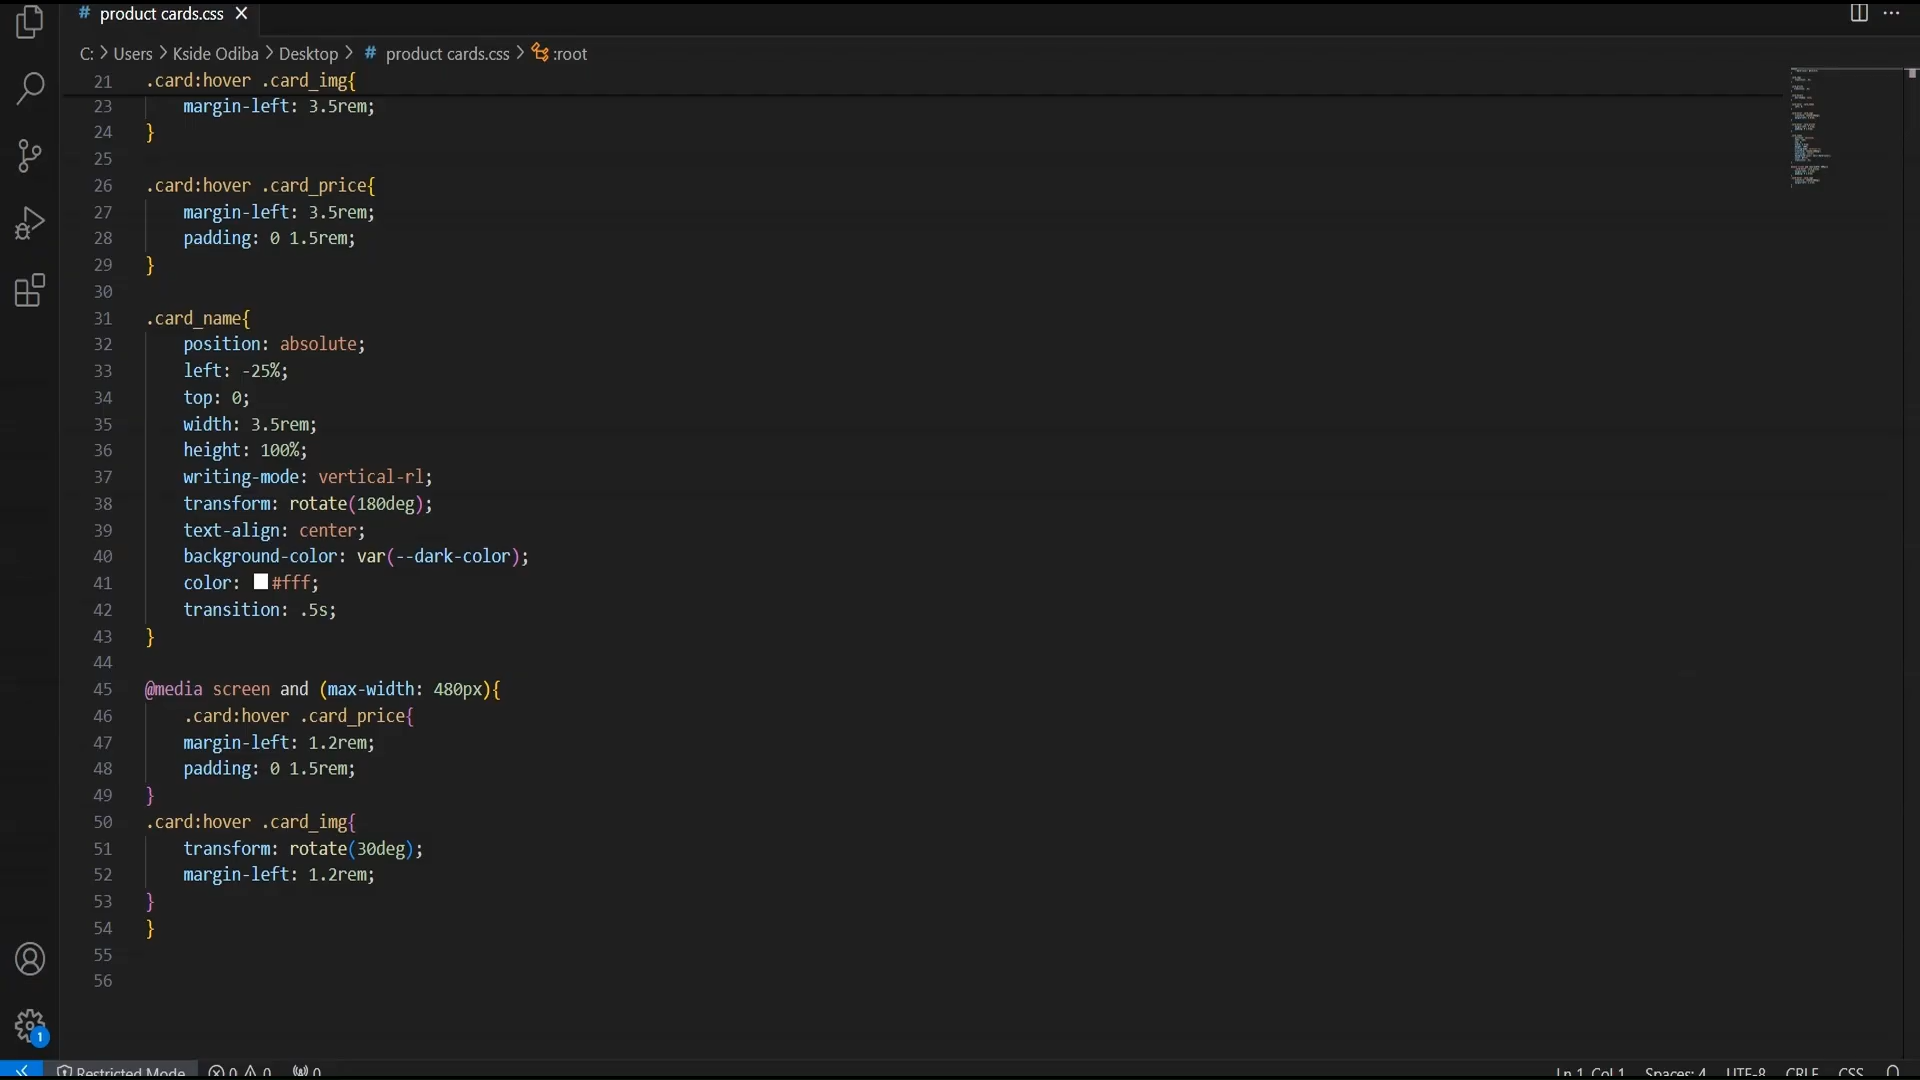 # product cards.css ×
C: > Users > Kside Odiba > Desktop > # product cards.css > :root
21 .card:hover .card_img{
23 margin-left: 3.5rem;
24 }
25
26 .card:hover .card_price{
27 margin-left: 3.5rem;
28 padding: 0 1.5rem;
29 }
30
31 .card_name{
32 position: absolute;
33 left: -25%;
34 top: 0;
35 width: 3.5rem;
36 height: 100%;
37 writing-mode: vertical-rl;
38 transform: rotate(180deg);
39 text-align: center;
40 background-color: var(--dark-color);
41 color: #fff;
42 transition: .5s;
43 }
44
45 @media screen and (max-width: 480px){
46 .card:hover .card_price{
47 margin-left: 1.2rem;
48 padding: 0 1.5rem;
49 }
50 .card:hover .card_img{
51 transform: rotate(30deg);
52 margin-left: 1.2rem;
53 }
54 }
55
56
1
Restricted Mode 0 0 0 Ln 1, Col 1 Spaces: 4 UTF-8 CRLF CSS